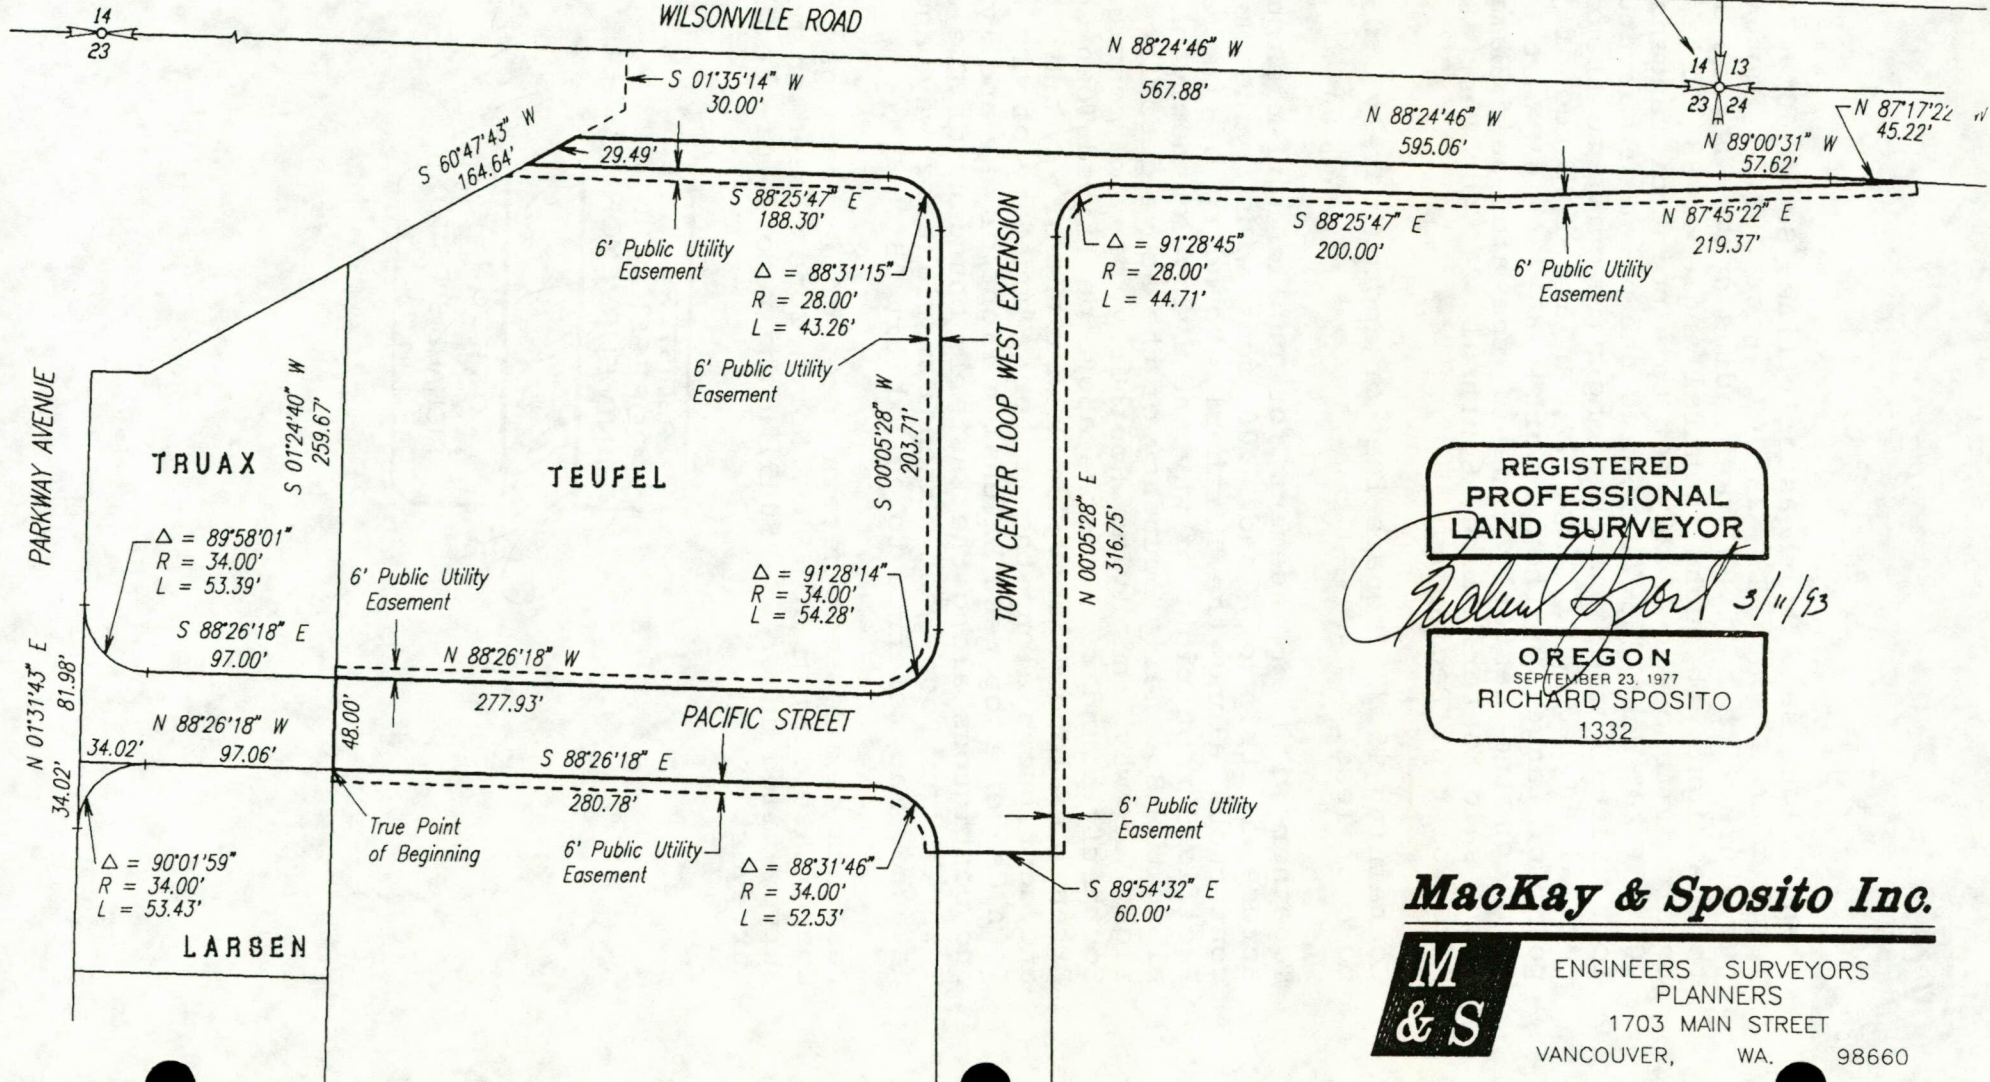 14
23
WILSONVILLE ROAD
N 88°24'46" W
567.88'
14 13
23 24
S 01°35'14" W
30.00'
N 88°24'46" W
595.06'
N 87°17'22 W
45.22'
N 89°00'31" W
57.62'
S 60°47'43" W
164.64'
29.49'
S 88°25'47" E
188.30'
6' Public Utility
Easement
Δ = 88°31'15"
R = 28.00'
L = 43.26'
6' Public Utility
Easement
TOWN CENTER LOOP WEST EXTENSION
Δ = 91°28'45"
R = 28.00'
L = 44.71'
S 88°25'47" E
200.00'
N 87°45'22" E
219.37'
6' Public Utility
Easement
PARKWAY AVENUE
TRUAX
S 01°24'40" W
259.67'
TEUFEL
S 00°05'28" W
203.71'
N 00°05'28" E
316.75'
Δ = 89°58'01"
R = 34.00'
L = 53.39'
S 88°26'18" E
97.00'
6' Public Utility
Easement
N 88°26'18" W
277.93'
Δ = 91°28'14"
R = 34.00'
L = 54.28'
N 01°31'43" E
81.98'
34.02'
34.02'
N 88°26'18" W
97.06'
48.00'
PACIFIC STREET
S 88°26'18" E
280.78'
True Point
of Beginning
6' Public Utility
Easement
Δ = 88°31'46"
R = 34.00'
L = 52.53'
6' Public Utility
Easement
S 89°54'32" E
60.00'
Δ = 90°01'59"
R = 34.00'
L = 53.43'
LARSEN
REGISTERED
PROFESSIONAL
LAND SURVEYOR
3/11/93
OREGON
SEPTEMBER 23, 1977
RICHARD SPOSITO
1332
MacKay & Sposito Inc.
M
& S
ENGINEERS SURVEYORS
PLANNERS
1703 MAIN STREET
VANCOUVER, WA. 98660